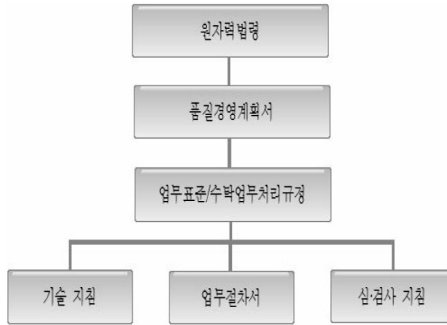 원자력법령
품질경영계획서
업무표준/수탁업무처리규정
기술 지침
업무절차서
심·검사 지침